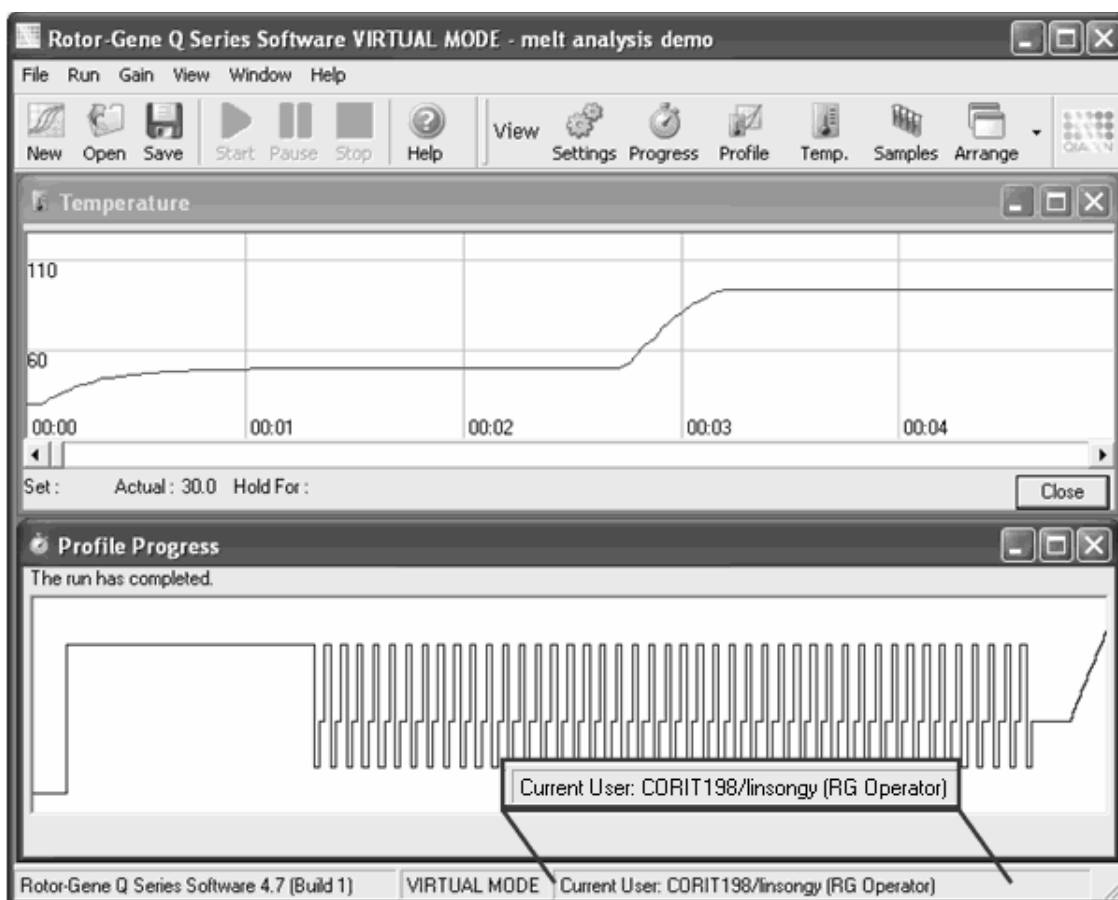 Rotor-Gene Q Series Software VIRTUAL MODE - melt analysis demo
File Run Gain View Window Help
New Open Save Start Pause Stop Help View Settings Progress Profile Temp. Samples Arrange
QIAGEN
Temperature
110
60
00:00 00:01 00:02 00:03 00:04
Set : Actual : 30.0 Hold For : Close
Profile Progress
The run has completed.
Current User: CORIT198/linsongy (RG Operator)
Rotor-Gene Q Series Software 4.7 (Build 1) VIRTUAL MODE Current User: CORIT198/linsongy (RG Operator)